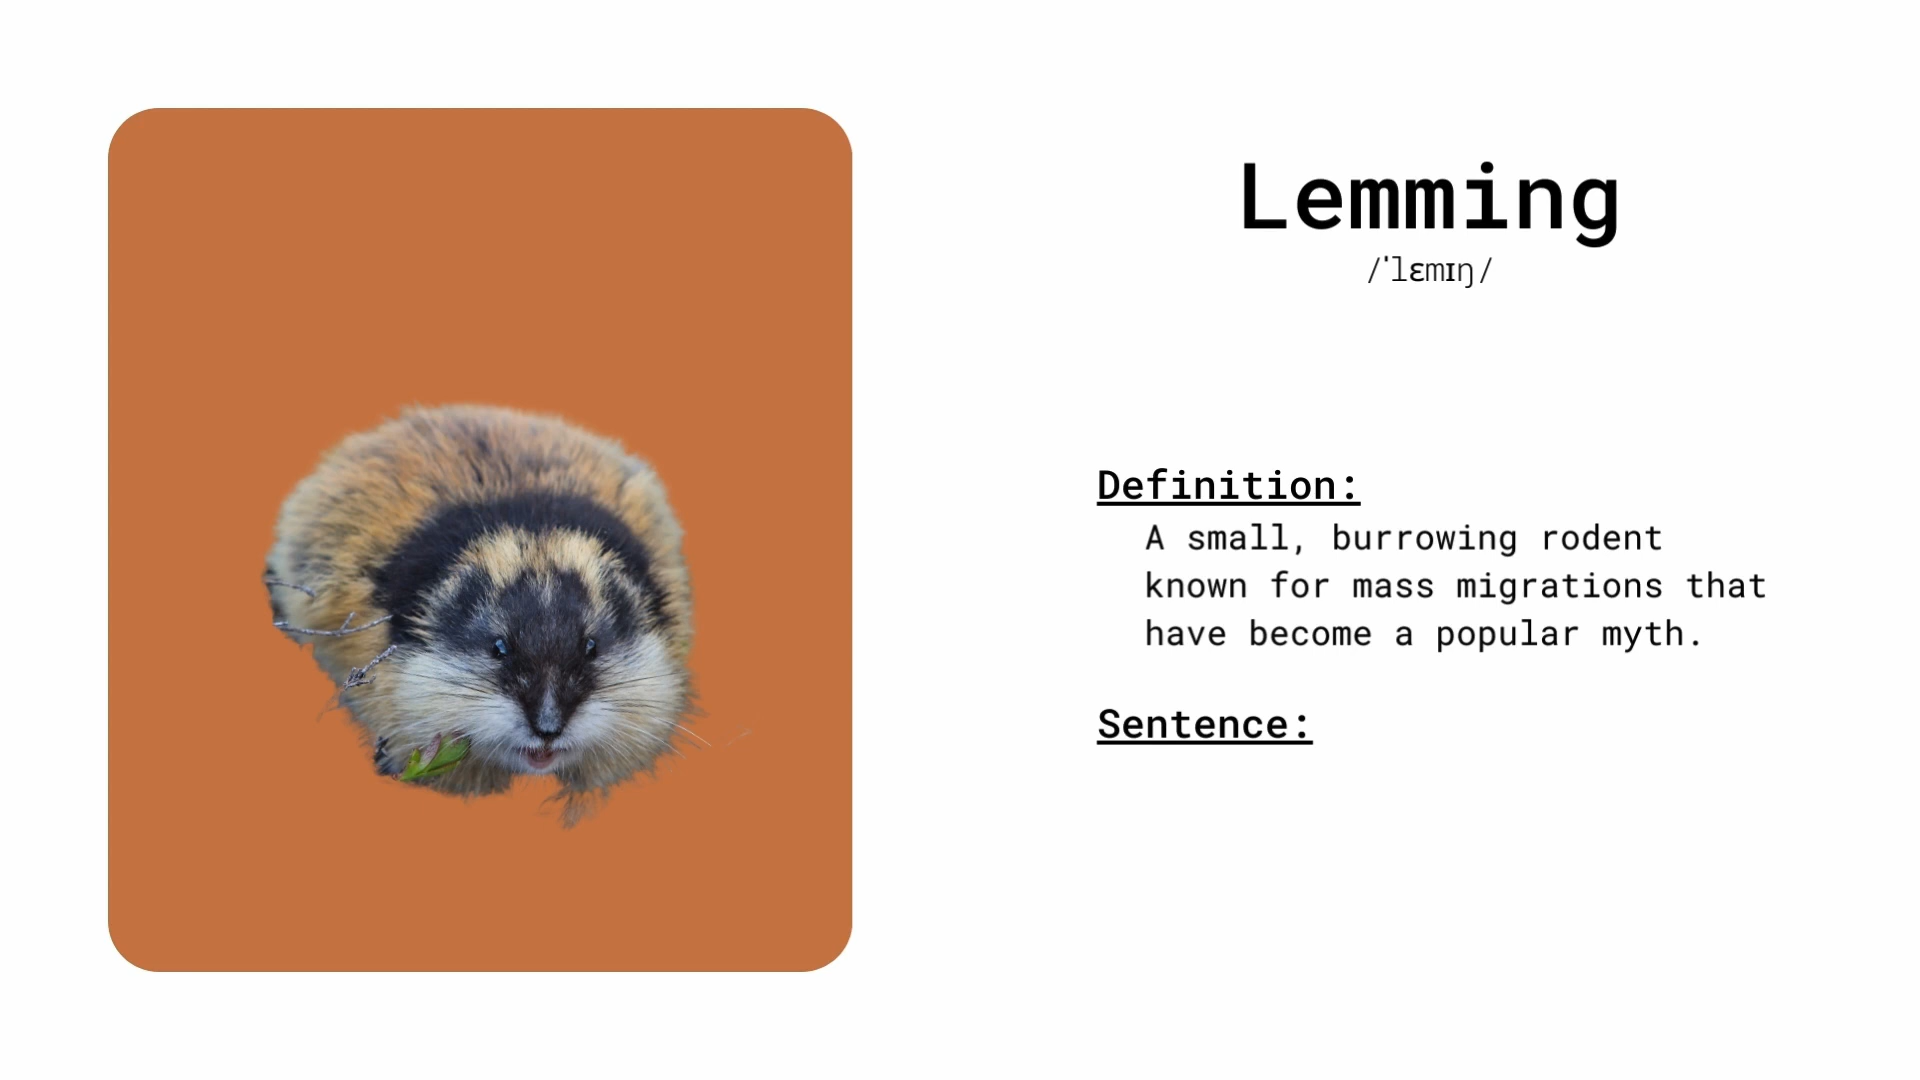 Lemming
/ˈlɛmɪŋ/
Definition:
A small, burrowing rodent
known for mass migrations that
have become a popular myth.
Sentence: